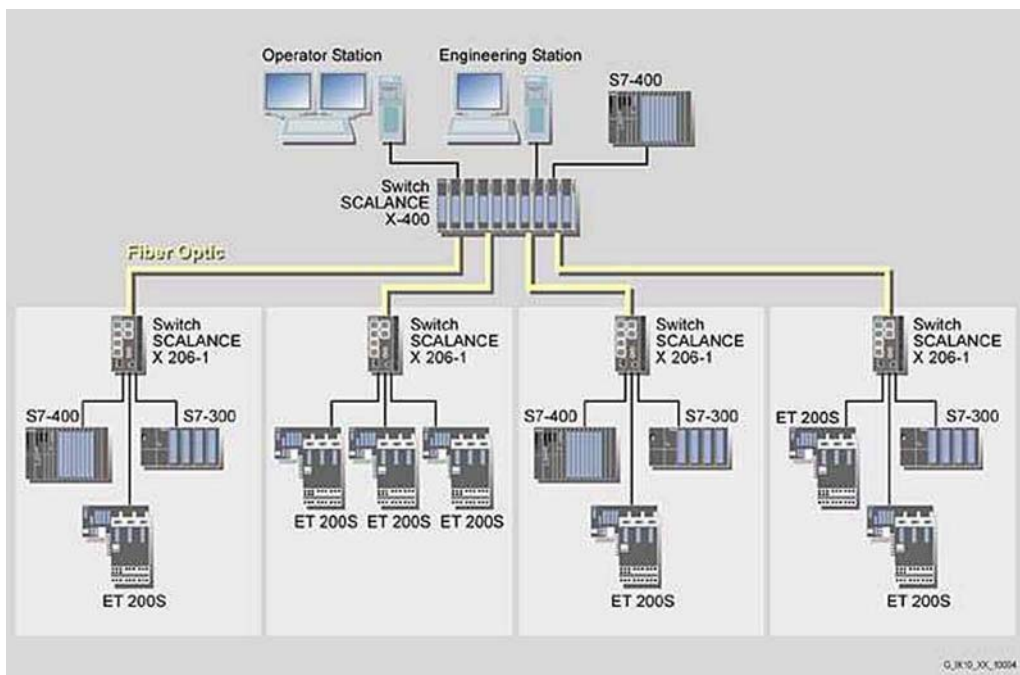 Operator Station
Engineering Station
S7-400
Switch
SCALANCE
X-400
Fiber Optic
Switch
SCALANCE
X 206-1
S7-400
S7-300
ET 200S
Switch
SCALANCE
X 206-1
ET 200S
ET 200S
ET 200S
Switch
SCALANCE
X 206-1
S7-400
S7-300
ET 200S
Switch
SCALANCE
X 206-1
ET 200S
S7-300
ET 200S
G_IK10_XX_10004